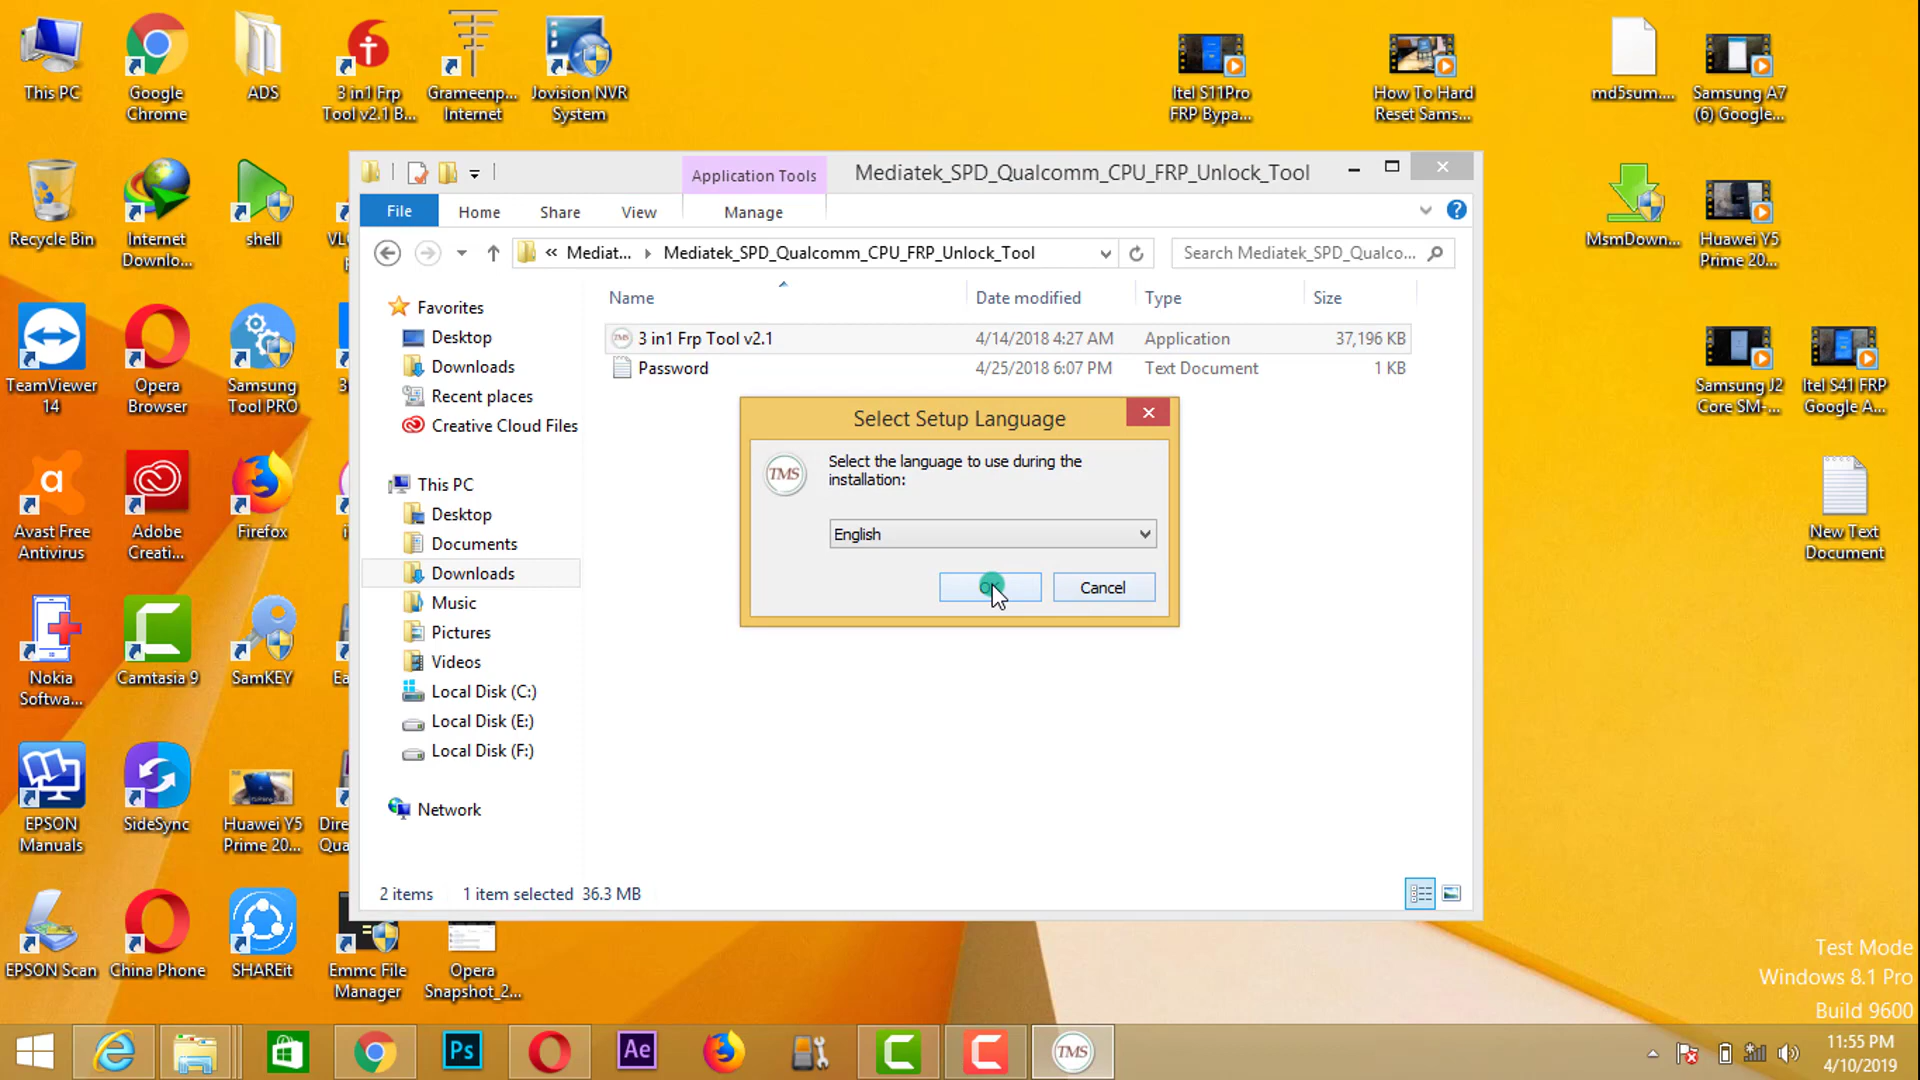 This PC
Google
Chrome
ADS
3 in1 Frp
Tool v2.1 B...
Grameenp...
Internet
Jovision NVR
System
Itel S11Pro
FRP Bypa...
How To Hard
Reset Sams...
md5sum....
Samsung A7
(6) Google...
Recycle Bin
Internet
Downlo...
shell
MsmDown...
Huawei Y5
Prime 20...
TeamViewer
14
Opera
Browser
Samsung
Tool PRO
Samsung J2
Core SM-...
Itel S41 FRP
Google A...
Avast Free
Antivirus
Adobe
Creati...
Firefox
New Text
Document
Nokia
Softwa...
Camtasia 9
SamKEY
EPSON
Manuals
SideSync
Huawei Y5
Prime 20...
EPSON Scan
China Phone
SHAREit
Emmc File
Manager
Opera
Snapshot_2...
Application Tools
Mediatek_SPD_Qualcomm_CPU_FRP_Unlock_Tool
File
Home
Share
View
Manage
« Mediat...
Mediatek_SPD_Qualcomm_CPU_FRP_Unlock_Tool
Search Mediatek_SPD_Qualco...
Name
Date modified
Type
Size
3 in1 Frp Tool v2.1
4/14/2018 4:27 AM
Application
37,196 KB
Password
4/25/2018 6:07 PM
Text Document
1 KB
Favorites
Desktop
Downloads
Recent places
Creative Cloud Files
This PC
Desktop
Documents
Downloads
Music
Pictures
Videos
Local Disk (C:)
Local Disk (E:)
Local Disk (F:)
Network
2 items
1 item selected 36.3 MB
Select Setup Language
TMS
Select the language to use during the
installation:
English
Cancel
Test Mode
Windows 8.1 Pro
Build 9600
Ps
Ae
TMS
11:55 PM
4/10/2019